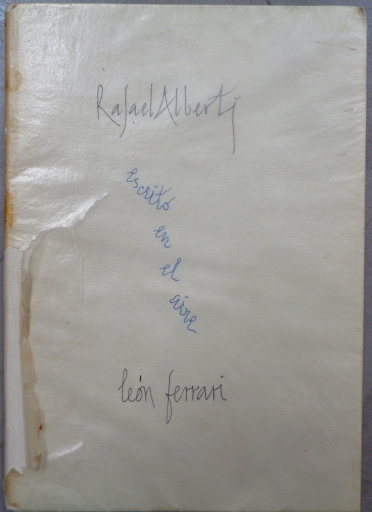 Rafael Alberti
escrito
en
el
aire
león ferrari